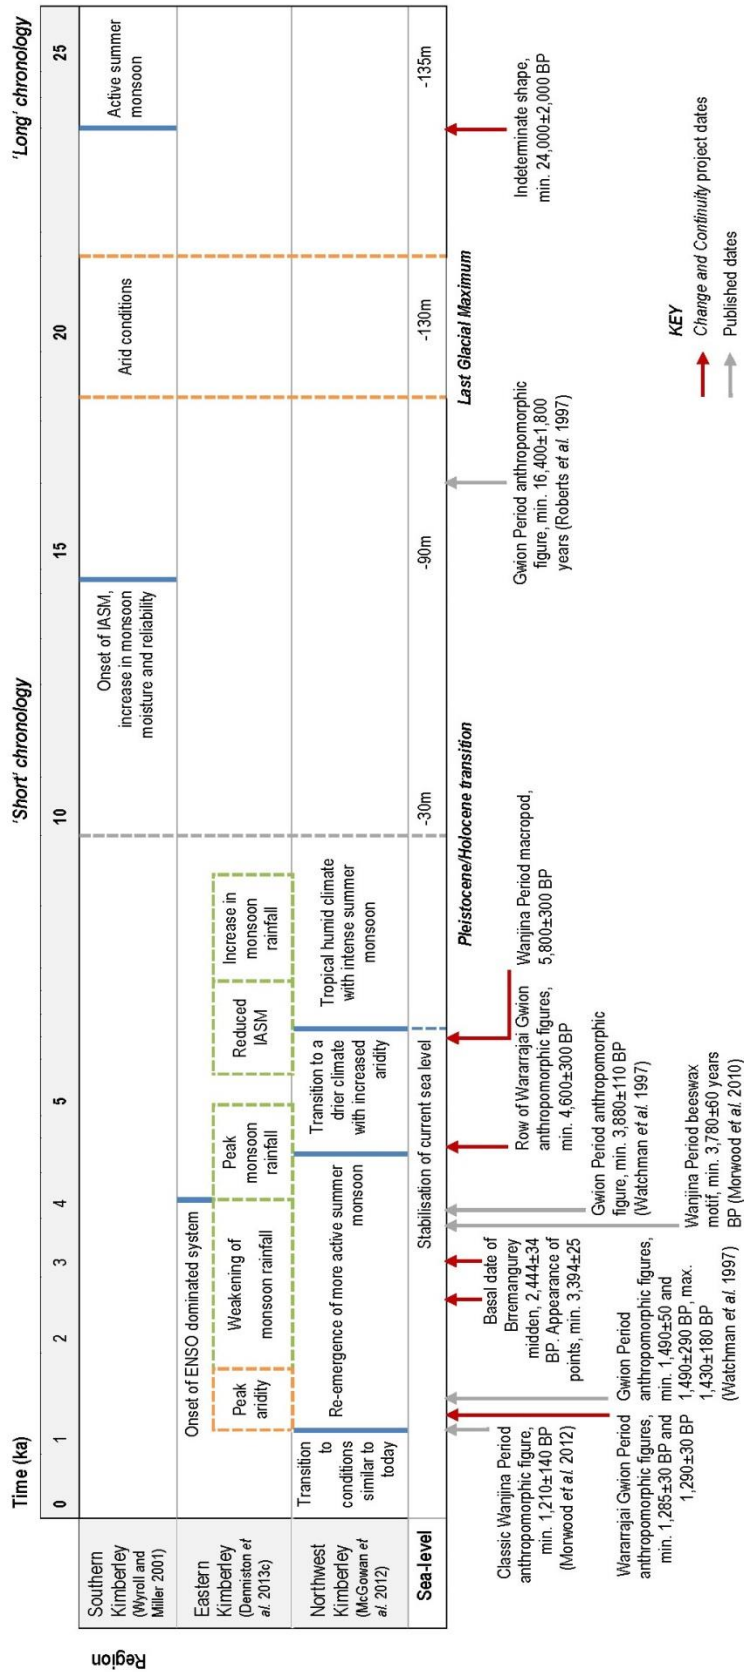 'Short' chronology
'Long' chronology
Time (ka)
0
1
2
3
4
5
10
15
20
25
Region
Southern
Kimberley
(Wyroll and
Miller 2001)
Onset of IASM,
increase in monsoon
moisture and reliability
Arid conditions
Active summer
monsoon
Eastern
Kimberley
(Denniston et
al. 2013c)
Onset of ENSO dominated system
Peak
aridity
Weakening of
monsoon rainfall
Peak
monsoon
rainfall
Reduced
IASM
Increase in
monsoon
rainfall
Northwest
Kimberley
(McGowan et
al. 2012)
Transition
to
conditions
similar to
today
Re-emergence of more active summer
monsoon
Transition to a
drier climate
with increased
aridity
Tropical humid climate
with intense summer
monsoon
Sea-level
Stabilisation of current sea level
-30m
-90m
-130m
-135m
Pleistocene/Holocene transition
Last Glacial Maximum
Classic Wanjina Period
anthropomorphic figure,
min. 1,210±140 BP
(Morwood et al. 2012)
Wararrajai Gwion Period
anthropomorphic figures,
min. 1,285±30 BP and
1,290±30 BP
Gwion Period
anthropomorphic figures,
min. 1,490±50 and
1,490±290 BP, max.
1,430±180 BP
(Watchman et al. 1997)
Basal date of
Brremangurey
midden, 2,444±34
BP. Appearance of
points, min. 3,394±25
Wanjina Period beeswax
motif, min. 3,780±60 years
BP (Morwood et al. 2010)
Gwion Period anthropomorphic
figure, min. 3,880±110 BP
(Watchman et al. 1997)
Row of Wararrajai Gwion
anthropomorphic figures,
min. 4,600±300 BP
Wanjina Period macropod,
5,800±300 BP
Gwion Period anthropomorphic
figure, min. 16,400±1,800
years (Roberts et al. 1997)
Indeterminate shape,
min. 24,000±2,000 BP
KEY
Change and Continuity project dates
Published dates